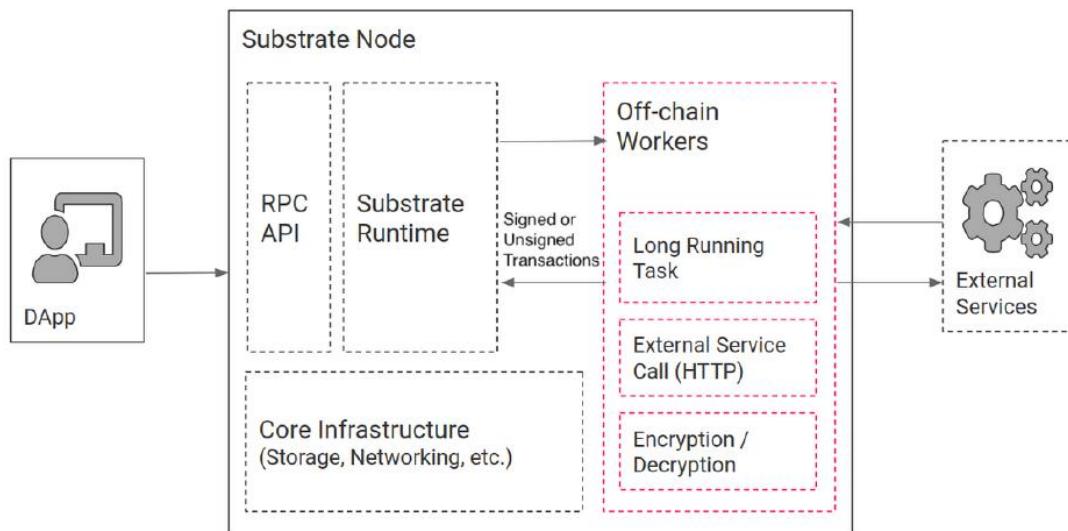 Substrate Node
DApp
RPC
API
Substrate
Runtime
Signed or
Unsigned
Transactions
Off-chain
Workers
Long Running
Task
External Service
Call (HTTP)
Encryption /
Decryption
Core Infrastructure
(Storage, Networking, etc.)
External
Services